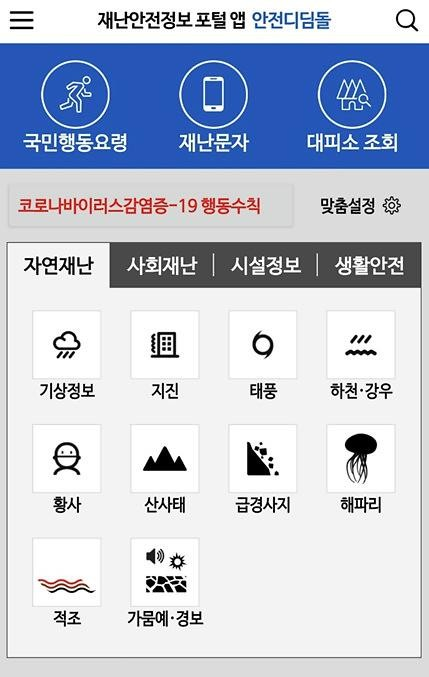 재난안전정보 포털 앱 안전디딤돌
국민행동요령 재난문자 대피소 조회
코로나바이러스감염증-19 행동수칙 맞춤설정
자연재난 사회재난 시설정보 생활안전
기상정보 지진 태풍 하천·강우
황사 산사태 급경사지 해파리
적조 가뭄예·경보